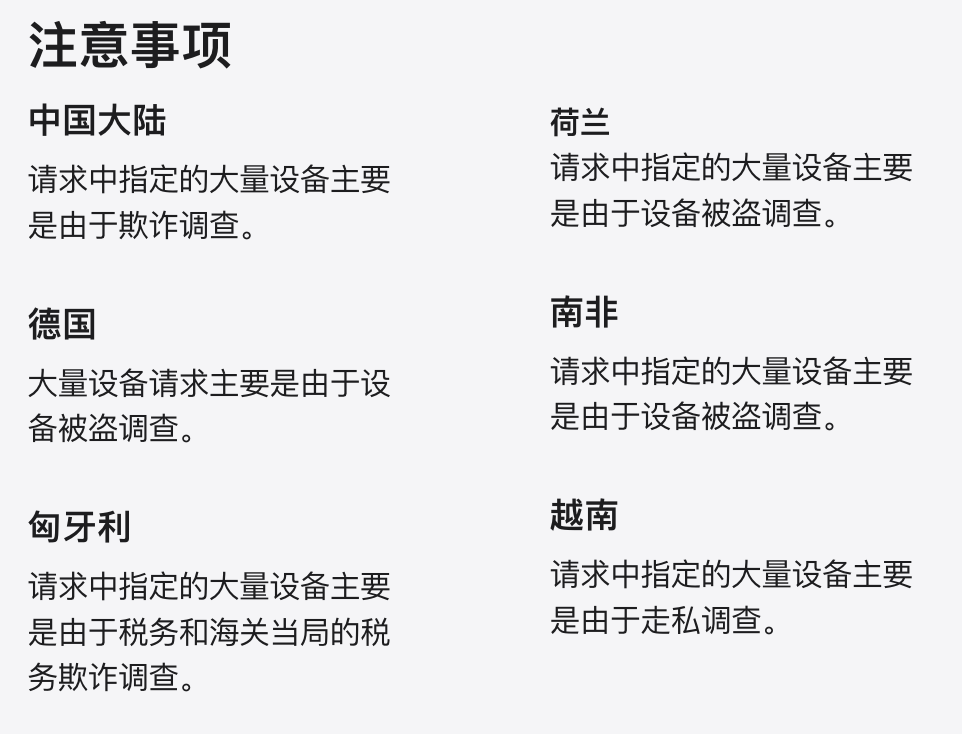 注意事项
中国大陆
请求中指定的大量设备主要
是由于欺诈调查。
德国
大量设备请求主要是由于设
备被盗调查。
匈牙利
请求中指定的大量设备主要
是由于税务和海关当局的税
务欺诈调查。
荷兰
请求中指定的大量设备主要
是由于设备被盗调查。
南非
请求中指定的大量设备主要
是由于设备被盗调查。
越南
请求中指定的大量设备主要
是由于走私调查。